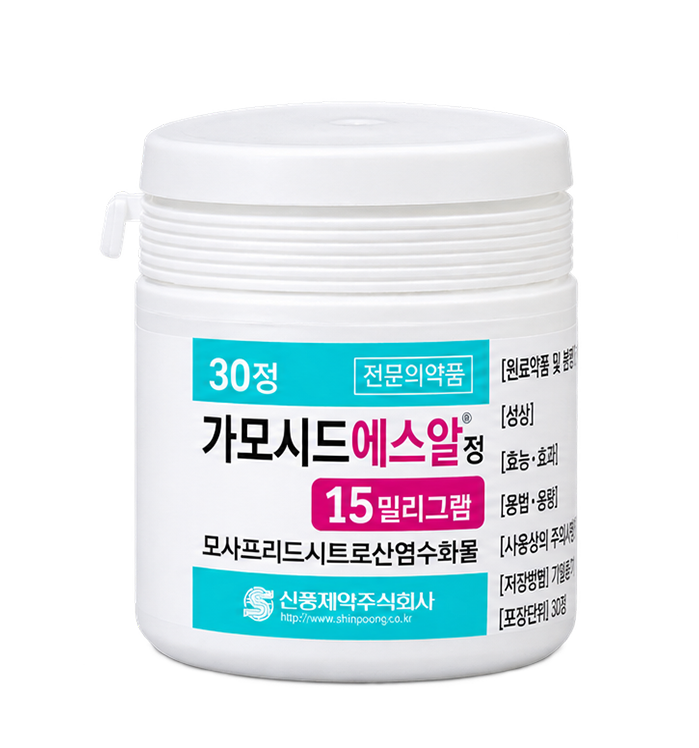 30정
전문의약품
가모시드에스알®정
15밀리그램
모사프리드시트로산염수화물
신풍제약주식회사
http://www.shinpoong.co.kr
[원료약품 및
[성상]
[효능·효과]
[용법·용량]
[사용상의
[저장방법]
[포장단위] 30정